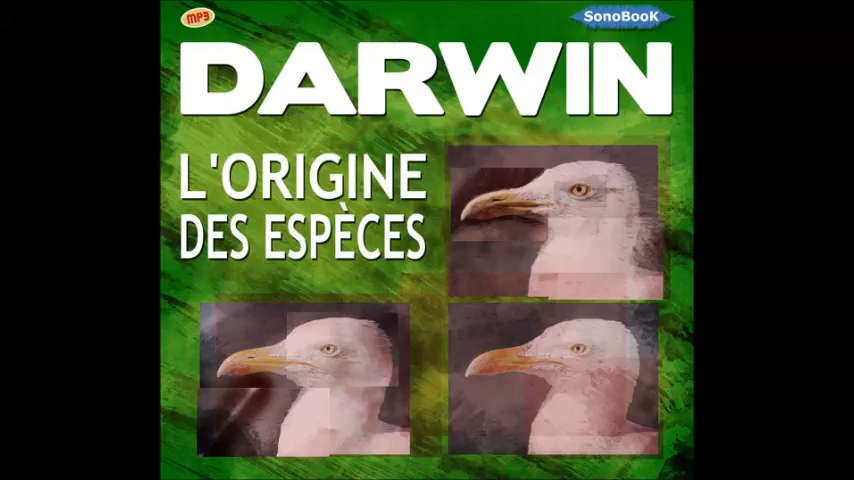 MP3
SonoBooK
DARWIN
L'ORIGINE
DES ESPÈCES